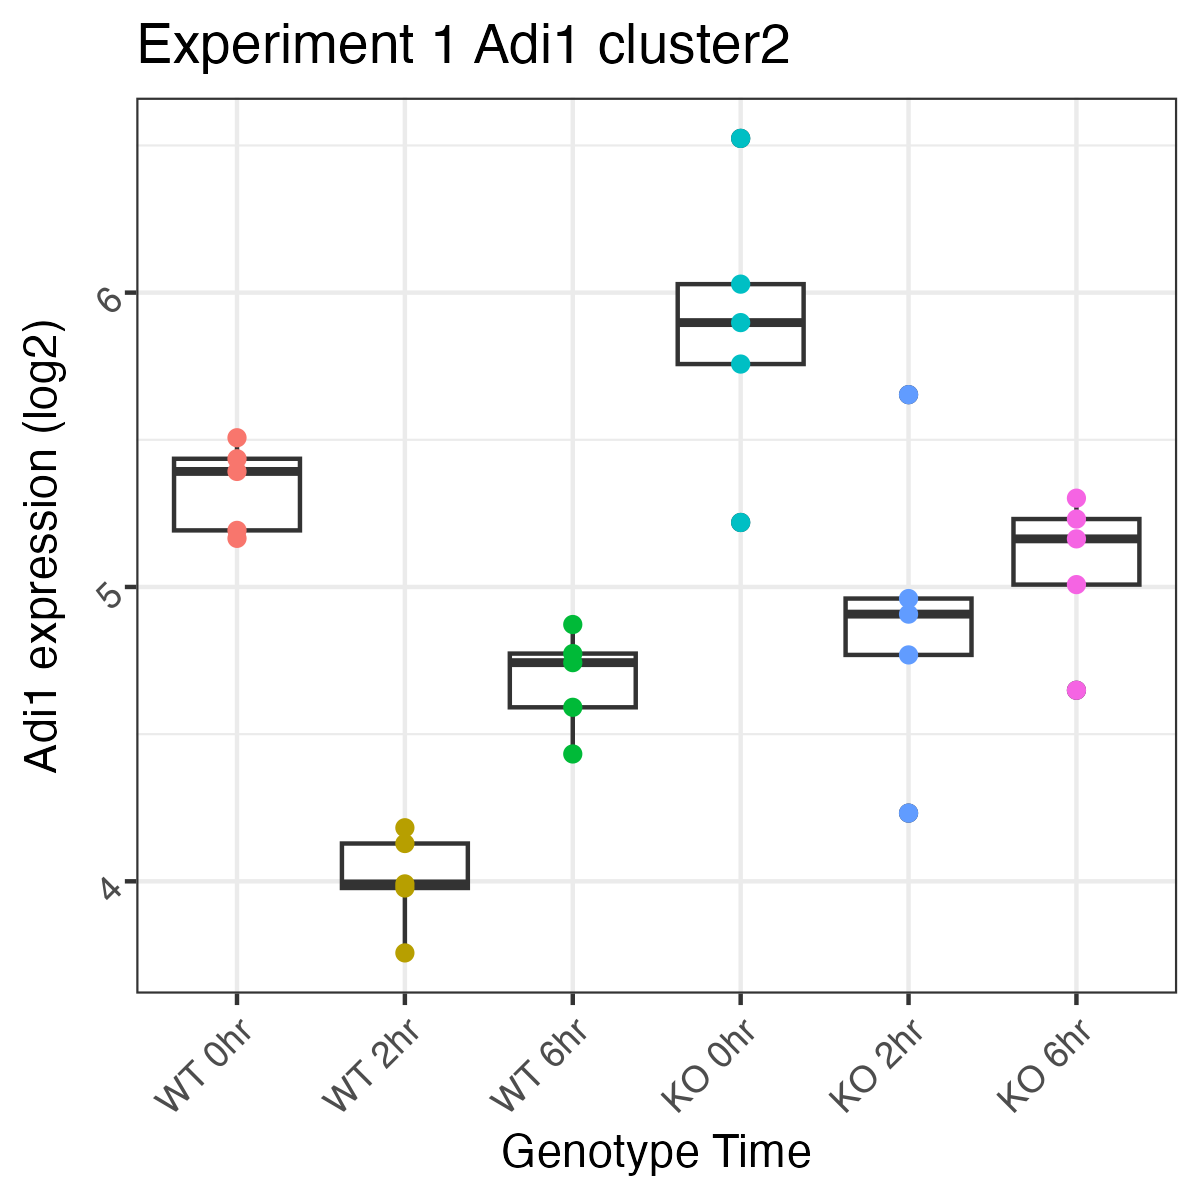 Experiment 1 Adi1 cluster2
Adi1 expression (log2)
6
5
4
WT 0hr
WT 2hr
WT 6hr
KO 0hr
KO 2hr
KO 6hr
Genotype Time